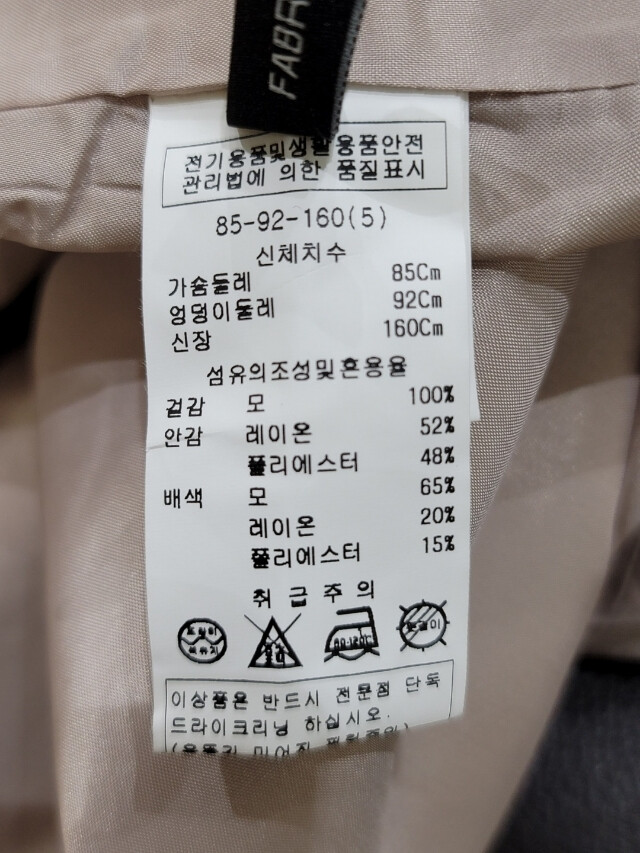 FABR
전기용품및생활용품안전
관리법에 의한 품질표시
85-92-160(5)
신체치수
가슴둘레 85Cm
엉덩이둘레 92Cm
신장 160Cm
섬유의조성및혼용율
겉감 모 100%
안감 레이온 52%
폴리에스터 48%
배색 모 65%
레이온 20%
폴리에스터 15%
취급주의
드라이
80-120℃
이상품은 반드시 전문점 단독
드라이크리닝 하십시오.